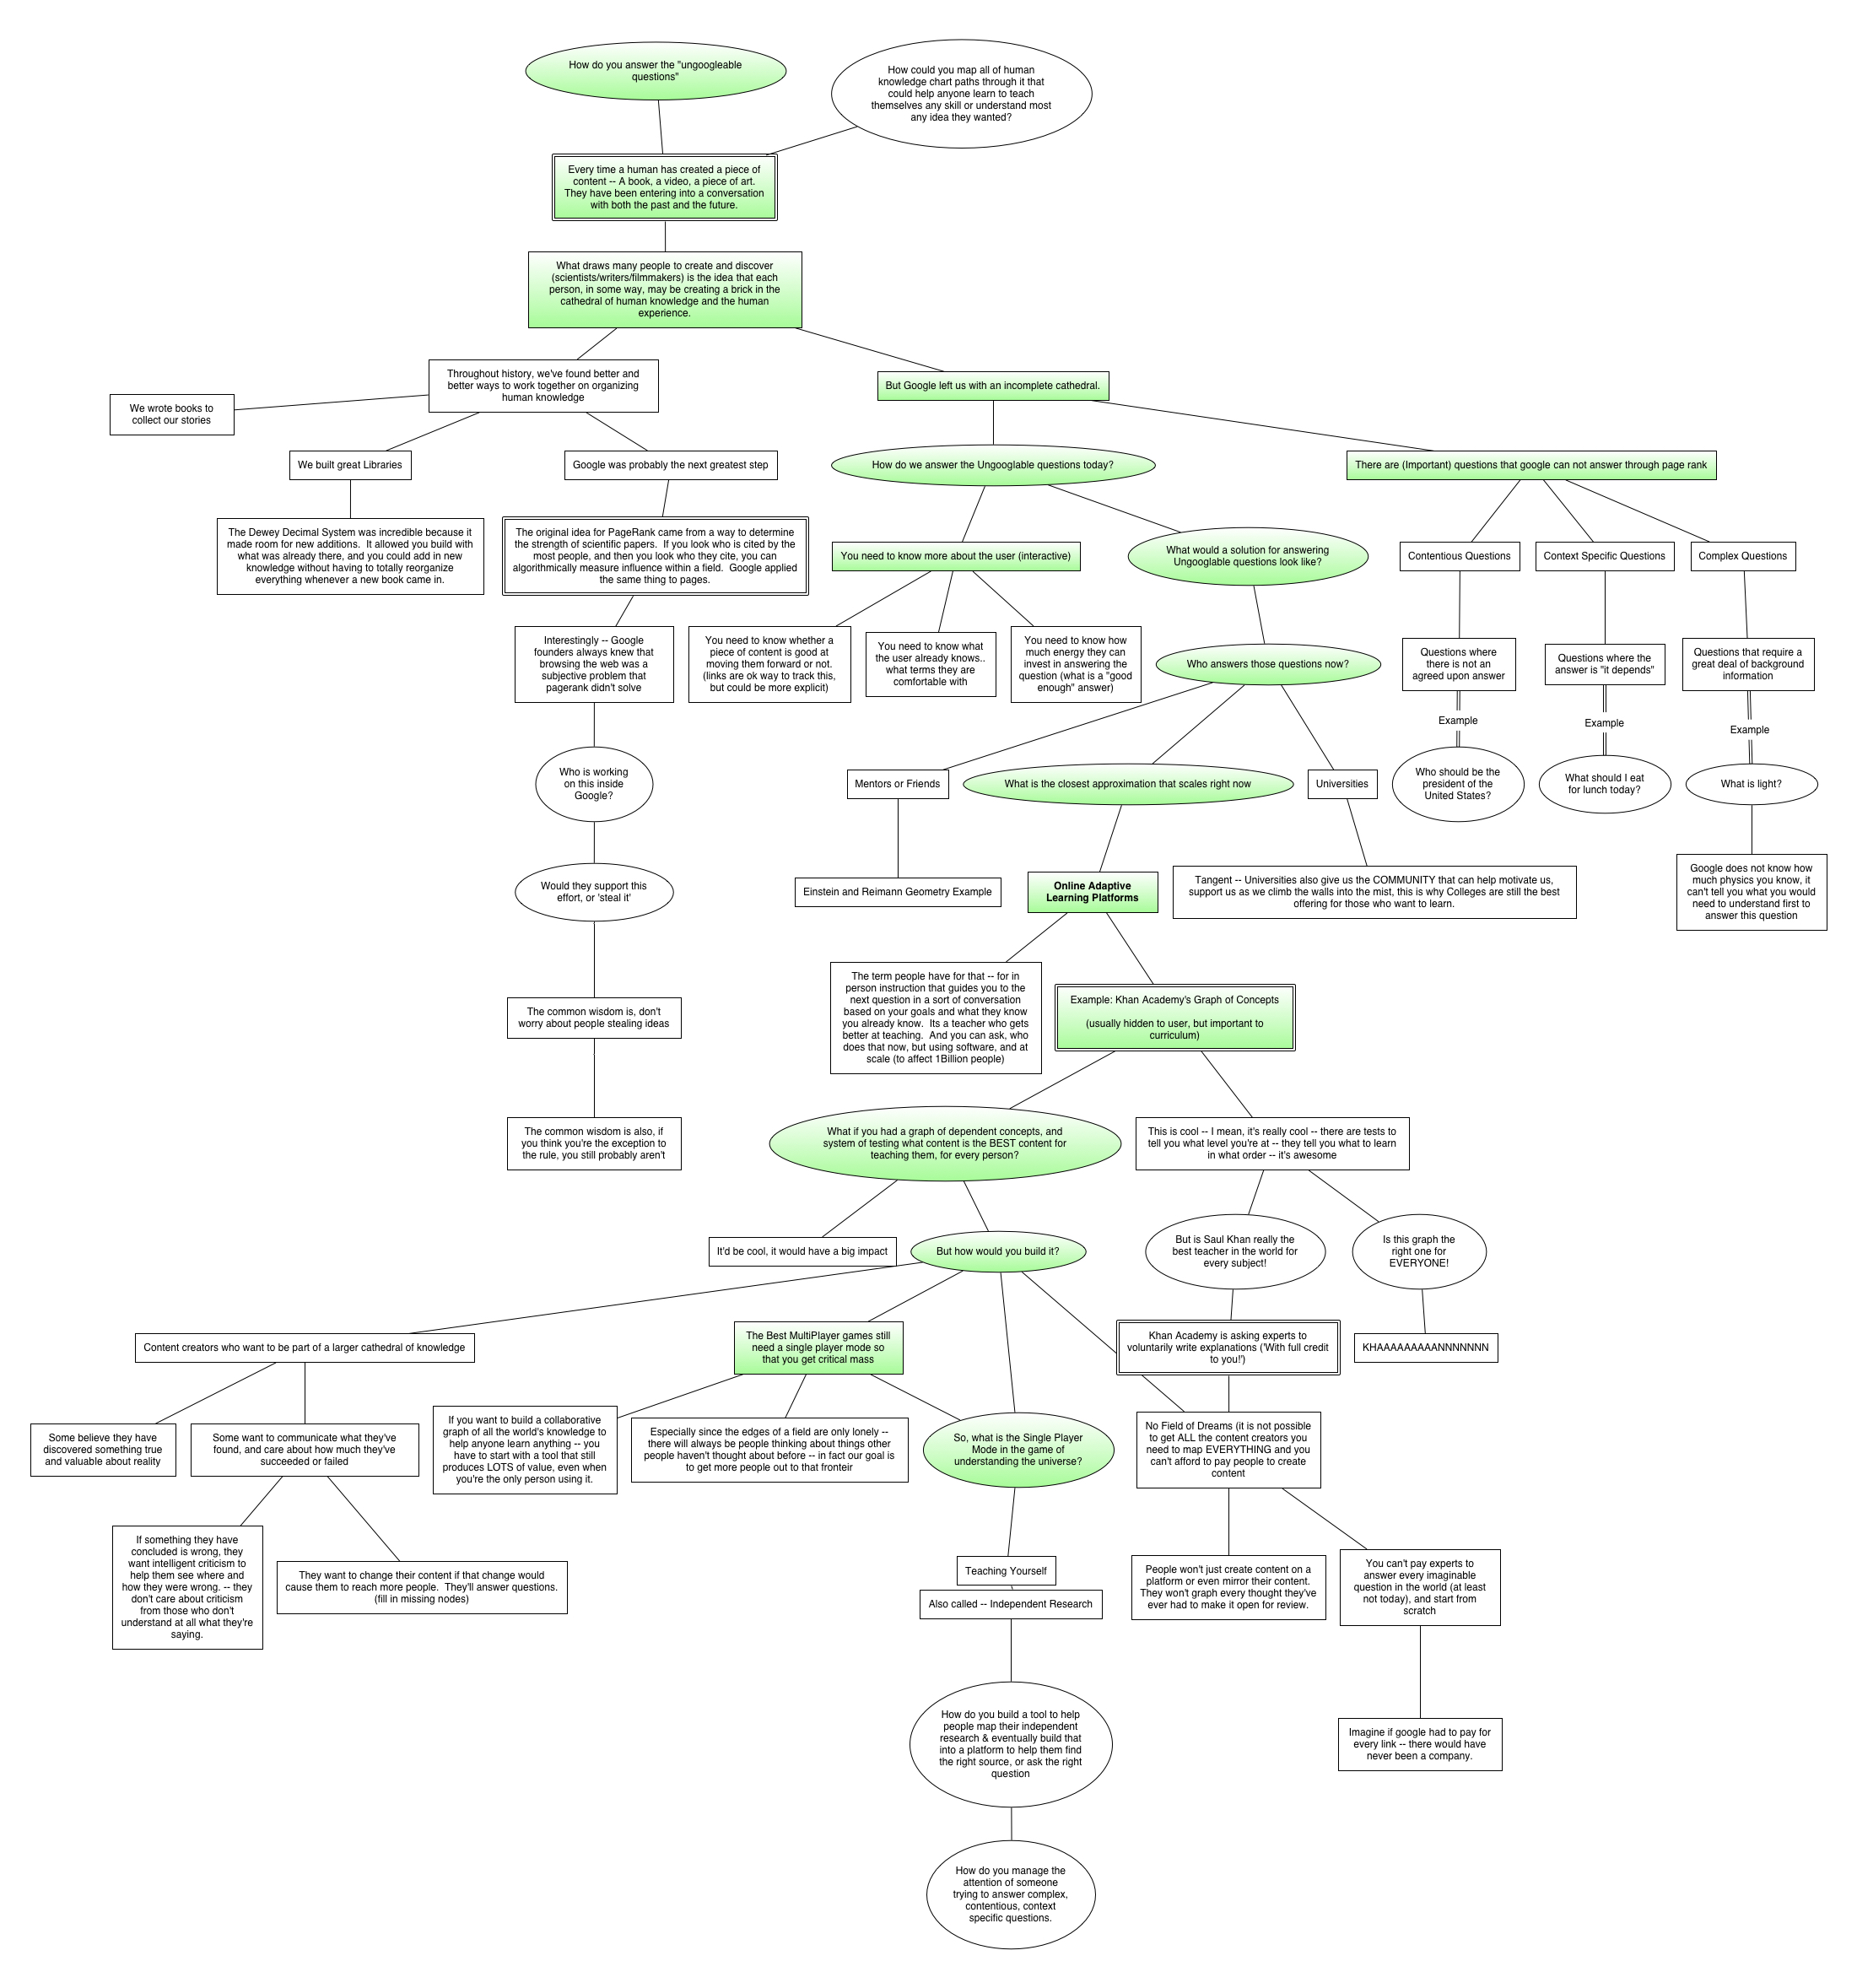 How do you answer the "ungoogleable
questions"
How could you map all of human
knowledge chart paths through it that
could help anyone learn to teach
themselves any skill or understand most
any idea they wanted?
Every time a human has created a piece of
content -- A book, a video, a piece of art.
They have been entering into a conversation
with both the past and the future.
What draws many people to create and discover
(scientists/writers/filmmakers) is the idea that each
person, in some way, may be creating a brick in the
cathedral of human knowledge and the human
experience.
Throughout history, we've found better and
better ways to work together on organizing
human knowledge
But Google left us with an incomplete cathedral.
We wrote books to
collect our stories
We built great Libraries
Google was probably the next greatest step
How do we answer the Ungooglable questions today?
There are (Important) questions that google can not answer through page rank
The Dewey Decimal System was incredible because it
made room for new additions.  It allowed you build with
what was already there, and you could add in new
knowledge without having to totally reorganize
everything whenever a new book came in.
The original idea for PageRank came from a way to determine
the strength of scientific papers.  If you look who is cited by the
most people, and then you look who they cite, you can
algorithmically measure influence within a field.  Google applied
the same thing to pages.
You need to know more about the user (interactive)
What would a solution for answering
Ungooglable questions look like?
Contentious Questions
Context Specific Questions
Complex Questions
Interestingly -- Google
founders always knew that
browsing the web was a
subjective problem that
pagerank didn't solve
You need to know whether a
piece of content is good at
moving them forward or not.
(links are ok way to track this,
but could be more explicit)
You need to know what
the user already knows..
what terms they are
comfortable with
You need to know how
much energy they can
invest in answering the
question (what is a "good
enough" answer)
Who answers those questions now?
Questions where
there is not an
agreed upon answer
Questions where the
answer is "it depends"
Questions that require a
great deal of background
information
Example
Example
Example
Who is working
on this inside
Google?
Mentors or Friends
What is the closest approximation that scales right now
Universities
Who should be the
president of the
United States?
What should I eat
for lunch today?
What is light?
Would they support this
effort, or 'steal it'
Einstein and Reimann Geometry Example
Online Adaptive
Learning Platforms
Tangent -- Universities also give us the COMMUNITY that can help motivate us,
support us as we climb the walls into the mist, this is why Colleges are still the best
offering for those who want to learn.
Google does not know how
much physics you know, it
can't tell you what you would
need to understand first to
answer this question
The common wisdom is, don't
worry about people stealing ideas
The term people have for that -- for in
person instruction that guides you to the
next question in a sort of conversation
based on your goals and what they know
you already know.  Its a teacher who gets
better at teaching.  And you can ask, who
does that now, but using software, and at
scale (to affect 1Billion people)
Example: Khan Academy's Graph of Concepts
(usually hidden to user, but important to
curriculum)
The common wisdom is also, if
you think you're the exception to
the rule, you still probably aren't
What if you had a graph of dependent concepts, and
system of testing what content is the BEST content for
teaching them, for every person?
This is cool -- I mean, it's really cool -- there are tests to
tell you what level you're at -- they tell you what to learn
in what order -- it's awesome
It'd be cool, it would have a big impact
But how would you build it?
But is Saul Khan really the
best teacher in the world for
every subject!
Is this graph the
right one for
EVERYONE!
Content creators who want to be part of a larger cathedral of knowledge
The Best MultiPlayer games still
need a single player mode so
that you get critical mass
Khan Academy is asking experts to
voluntarily write explanations ('With full credit
to you!')
KHAAAAAAAAANNNNNNN
Some believe they have
discovered something true
and valuable about reality
Some want to communicate what they've
found, and care about how much they've
succeeded or failed
If you want to build a collaborative
graph of all the world's knowledge to
help anyone learn anything -- you
have to start with a tool that still
produces LOTS of value, even when
you're the only person using it.
Especially since the edges of a field are only lonely --
there will always be people thinking about things other
people haven't thought about before -- in fact our goal is
to get more people out to that fronteir
So, what is the Single Player
Mode in the game of
understanding the universe?
No Field of Dreams (it is not possible
to get ALL the content creators you
need to map EVERYTHING and you
can't afford to pay people to create
content
If something they have
concluded is wrong, they
want intelligent criticism to
help them see where and
how they were wrong. -- they
don't care about criticism
from those who don't
understand at all what they're
saying.
They want to change their content if that change would
cause them to reach more people.  They'll answer questions.
(fill in missing nodes)
Teaching Yourself
Also called -- Independent Research
People won't just create content on a
platform or even mirror their content.
They won't graph every thought they've
ever had to make it open for review.
You can't pay experts to
answer every imaginable
question in the world (at least
not today), and start from
scratch
How do you build a tool to help
people map their independent
research & eventually build that
into a platform to help them find
the right source, or ask the right
question
Imagine if google had to pay for
every link -- there would have
never been a company.
How do you manage the
attention of someone
trying to answer complex,
contentious, context
specific questions.